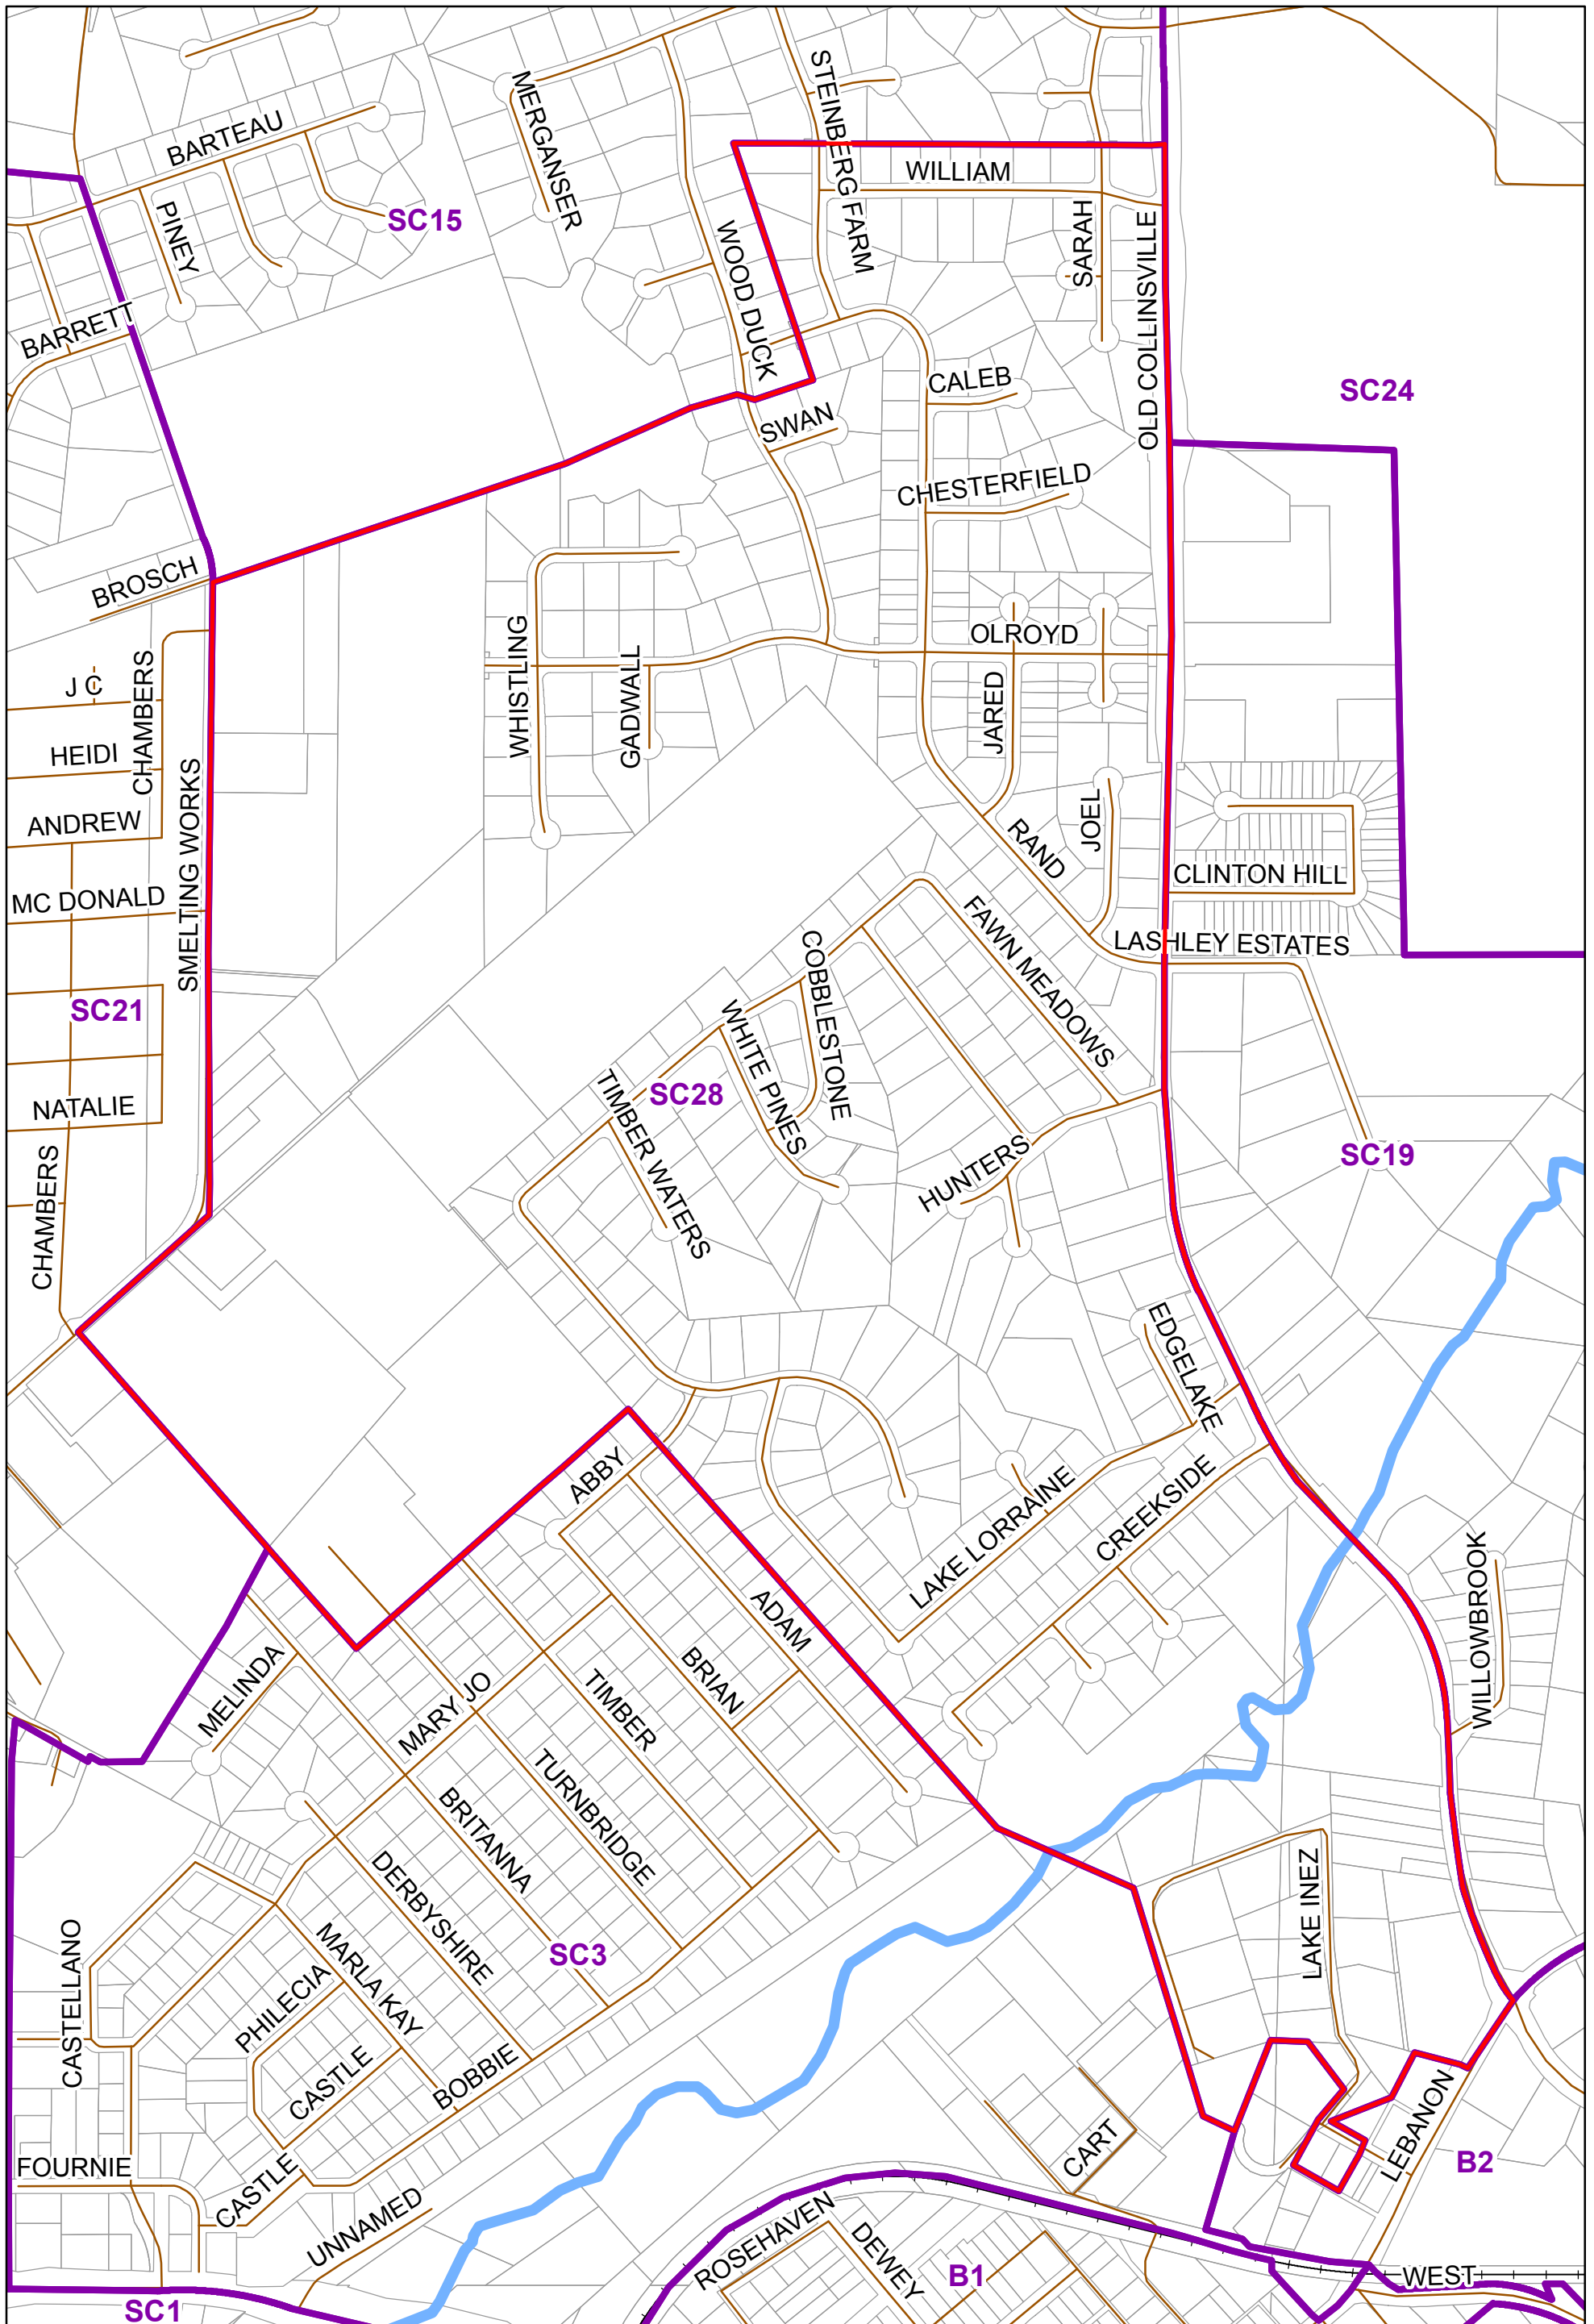 STEINBERG FARM
MERGANSER
BARTEAU
WILLIAM
SC15
PINEY
SARAH
OLD COLLINSVILLE
WOOD DUCK
BARRETT
CALEB
SC24
SWAN
CHESTERFIELD
BROSCH
OLROYD
J C
CHAMBERS
WHISTLING
GADWALL
JARED
HEIDI
SMELTING WORKS
ANDREW
JOEL
RAND
CLINTON HILL
MC DONALD
FAWN MEADOWS
LASHLEY ESTATES
COBBLESTONE
SC21
WHITE PINES
TIMBER WATERS
SC28
NATALIE
HUNTERS
SC19
CHAMBERS
EDGELAKE
ABBY
LAKE LORRAINE
CREEKSIDE
WILLOWBROOK
ADAM
MELINDA
MARY JO
BRIAN
TIMBER
TURNBRIDGE
BRITANNA
DERBYSHIRE
LAKE INEZ
CASTELLANO
MARLA KAY
SC3
PHILECIA
CASTLE
BOBBIE
LEBANON
CART
FOURNIE
B2
CASTLE
UNNAMED
ROSEHAVEN
DEWEY
B1
WEST
SC1